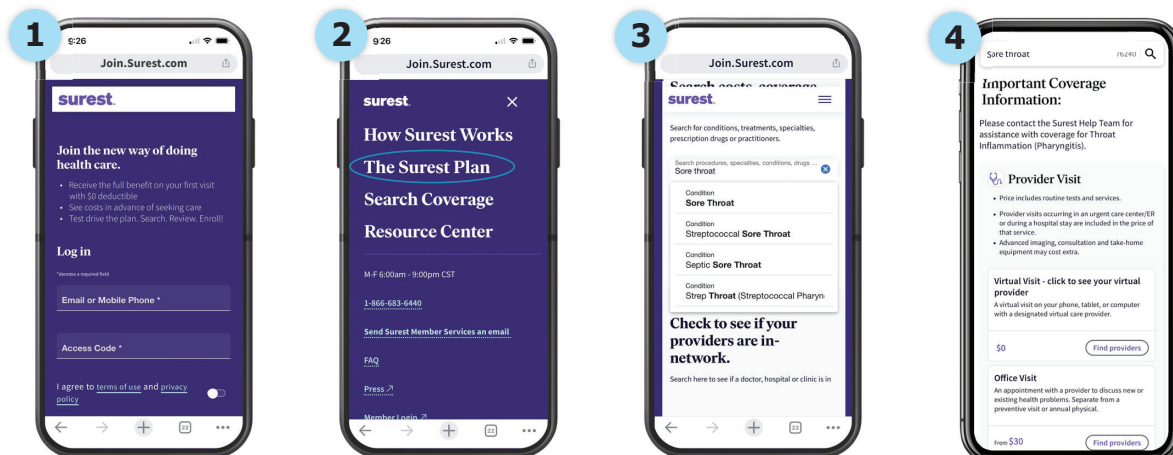 1
9:26
Join.Surest.com
surest.
Join the new way of doing
health care.
• Receive the full benefit on your first visit
with $0 deductible
• See costs in advance of seeking care
• Test drive the plan. Search. Review. Enroll!
Log in
*denotes a required field
Email or Mobile Phone *
Access Code *
I agree to terms of use and privacy
policy
22
2
9:26
Join.Surest.com
surest.
How Surest Works
The Surest Plan
Search Coverage
Resource Center
M-F 6:00am - 9:00pm CST
1-866-683-6440
Send Surest Member Services an email
FAQ
Press
Member Login
22
3
Join.Surest.com
Search costs, coverage
surest.
Search for conditions, treatments, specialties,
prescription drugs or practitioners.
Search procedures, specialties, conditions, drugs ...
Sore throat
Condition
Sore Throat
Condition
Streptococcal Sore Throat
Condition
Septic Sore Throat
Condition
Strep Throat (Streptococcal Pharyn
Check to see if your
providers are in-
network.
Search here to see if a doctor, hospital or clinic is in
22
4
Sore throat 76240
Important Coverage
Information:
Please contact the Surest Help Team for
assistance with coverage for Throat
Inflammation (Pharyngitis).
Provider Visit
• Price includes routine tests and services.
• Provider visits occurring in an urgent care center/ER
or during a hospital stay are included in the price of
that service.
• Advanced imaging, consultation and take-home
equipment may cost extra.
Virtual Visit - click to see your virtual
provider
A virtual visit on your phone, tablet, or computer
with a designated virtual care provider.
$0 Find providers
Office Visit
An appointment with a provider to discuss new or
existing health problems. Separate from a
preventive visit or annual physical.
From $30 Find providers